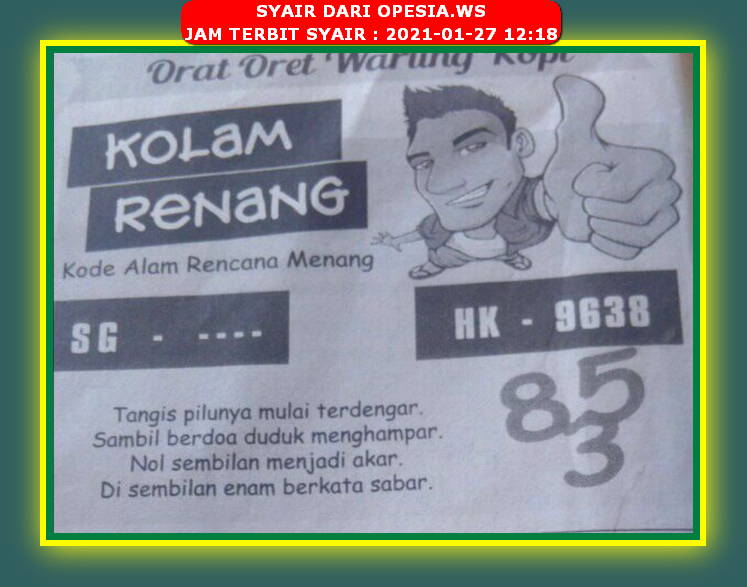 SYAIR DARI OPESIA.WS
JAM TERBIT SYAIR : 2021-01-27 12:18
Orat Oret Warung Kopi
KOLAM
RENANG
Kode Alam Rencana Menang
SG - ----
HK - 9638
85
3
Tangis pilunya mulai terdengar.
Sambil berdoa duduk menghampar.
Nol sembilan menjadi akar.
Di sembilan enam berkata sabar.